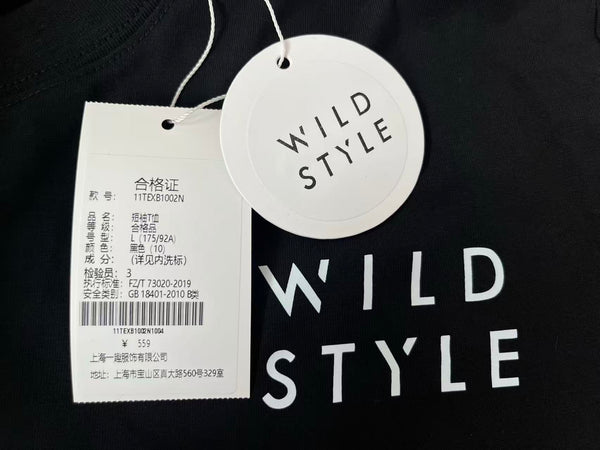 WILD
STYLE
合格证
款 号： 11TEXB1002N
品 名： 短袖T恤
等 级： 合格品
号 型： L（175/92A）
颜 色： 黑色（10）
成 分： （详见内洗标）
检验员： 3
执行标准： FZ/T 73020-2019
安全类别： GB 18401-2010 B类
11TEXB1002N1004
¥ 559
上海一趣服饰有限公司
地址：上海市宝山区真大路560号329室
WILD
STYLE